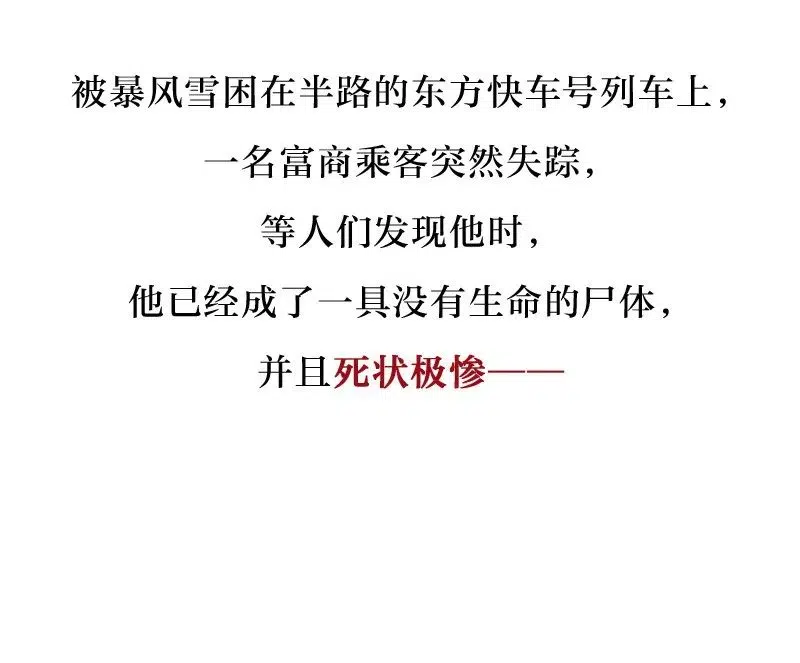 被暴风雪困在半路的东方快车号列车上，
一名富商乘客突然失踪，
等人们发现他时，
他已经成了一具没有生命的尸体，
并且死状极惨——